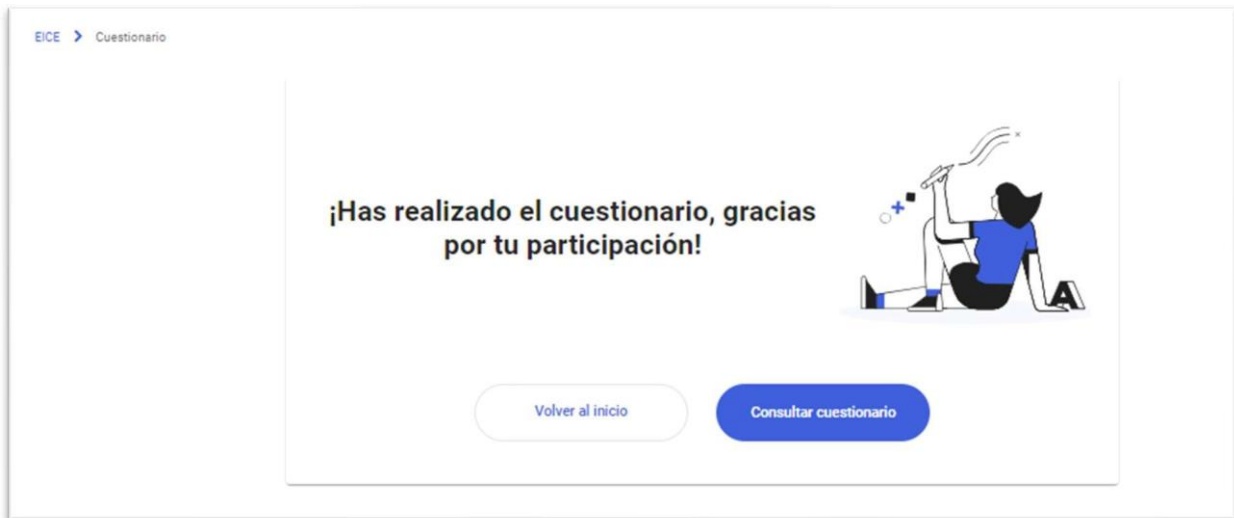 EICE > Cuestionario
¡Has realizado el cuestionario, gracias
por tu participación!
A
Volver al inicio
Consultar cuestionario